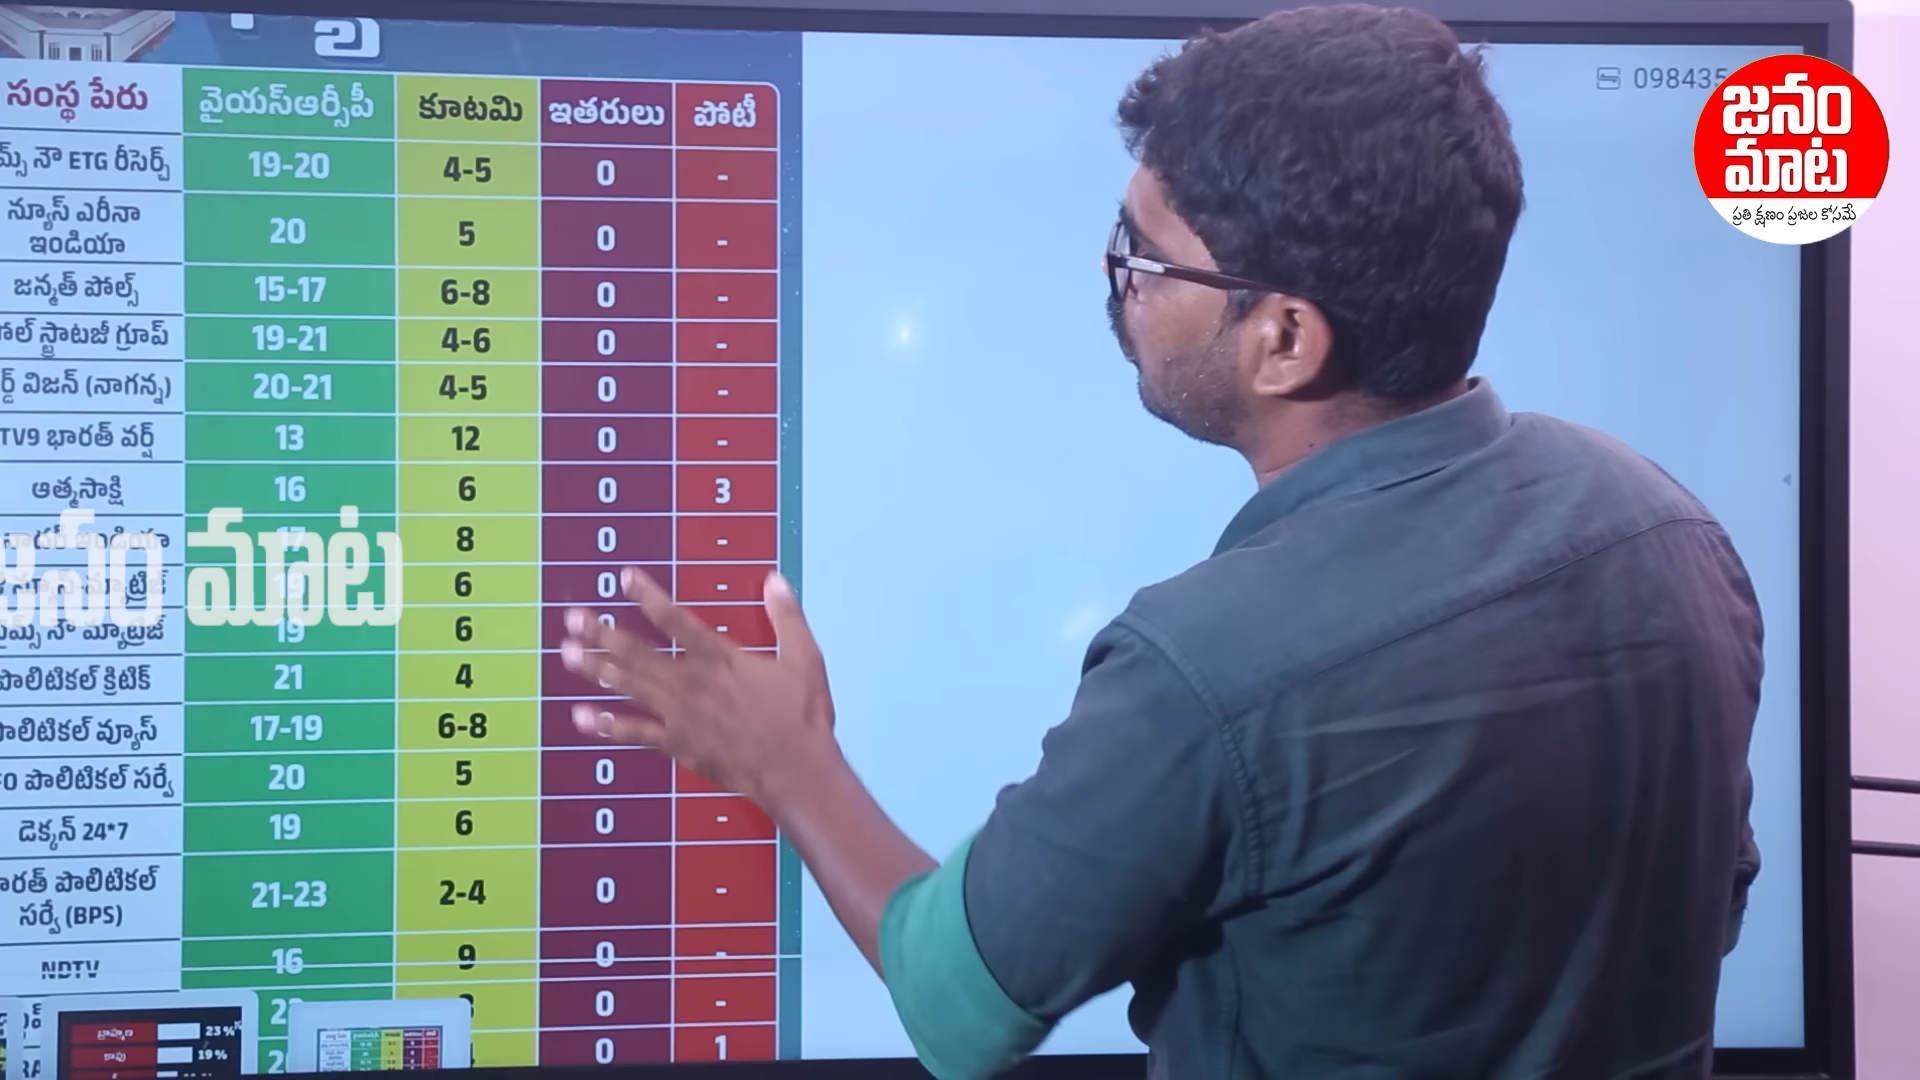 సంస్థ పేరు వైయస్ఆర్సీపీ కూటమి ఇతరులు పోటీ
నౌ ETG రీసెర్చ్ 19-20 4-5 0 -
న్యూస్ ఎరీనా
ఇండియా 20 5 0 -
జన్మత్ పోల్స్ 15-17 6-8 0 -
స్ట్రాటజీ గ్రూప్ 19-21 4-6 0 -
విజన్ (నాగన్న) 20-21 4-5 0 -
TV9 భారత్ వర్ష్ 13 12 0 -
ఆత్మసాక్షి 16 6 0 3
17 8 0 -
19 6 0 -
నౌ మ్యాట్రిజ్ 19 6 -
పొలిటికల్ క్రిటిక్ 21 4
పొలిటికల్ వ్యూస్ 17-19 6-8
పొలిటికల్ సర్వే 20 5 0
డెక్కన్ 24*7 19 6 0 -
పొలిటికల్
సర్వే (BPS) 21-23 2-4 0 -
NDTV 16 9 0 -
0 -
0 1
బ్రాహ్మణ 23 %
కాపు 19 %
జనం మాట
098435
జనం
మాట
ప్రతి క్షణం ప్రజల కోసమే